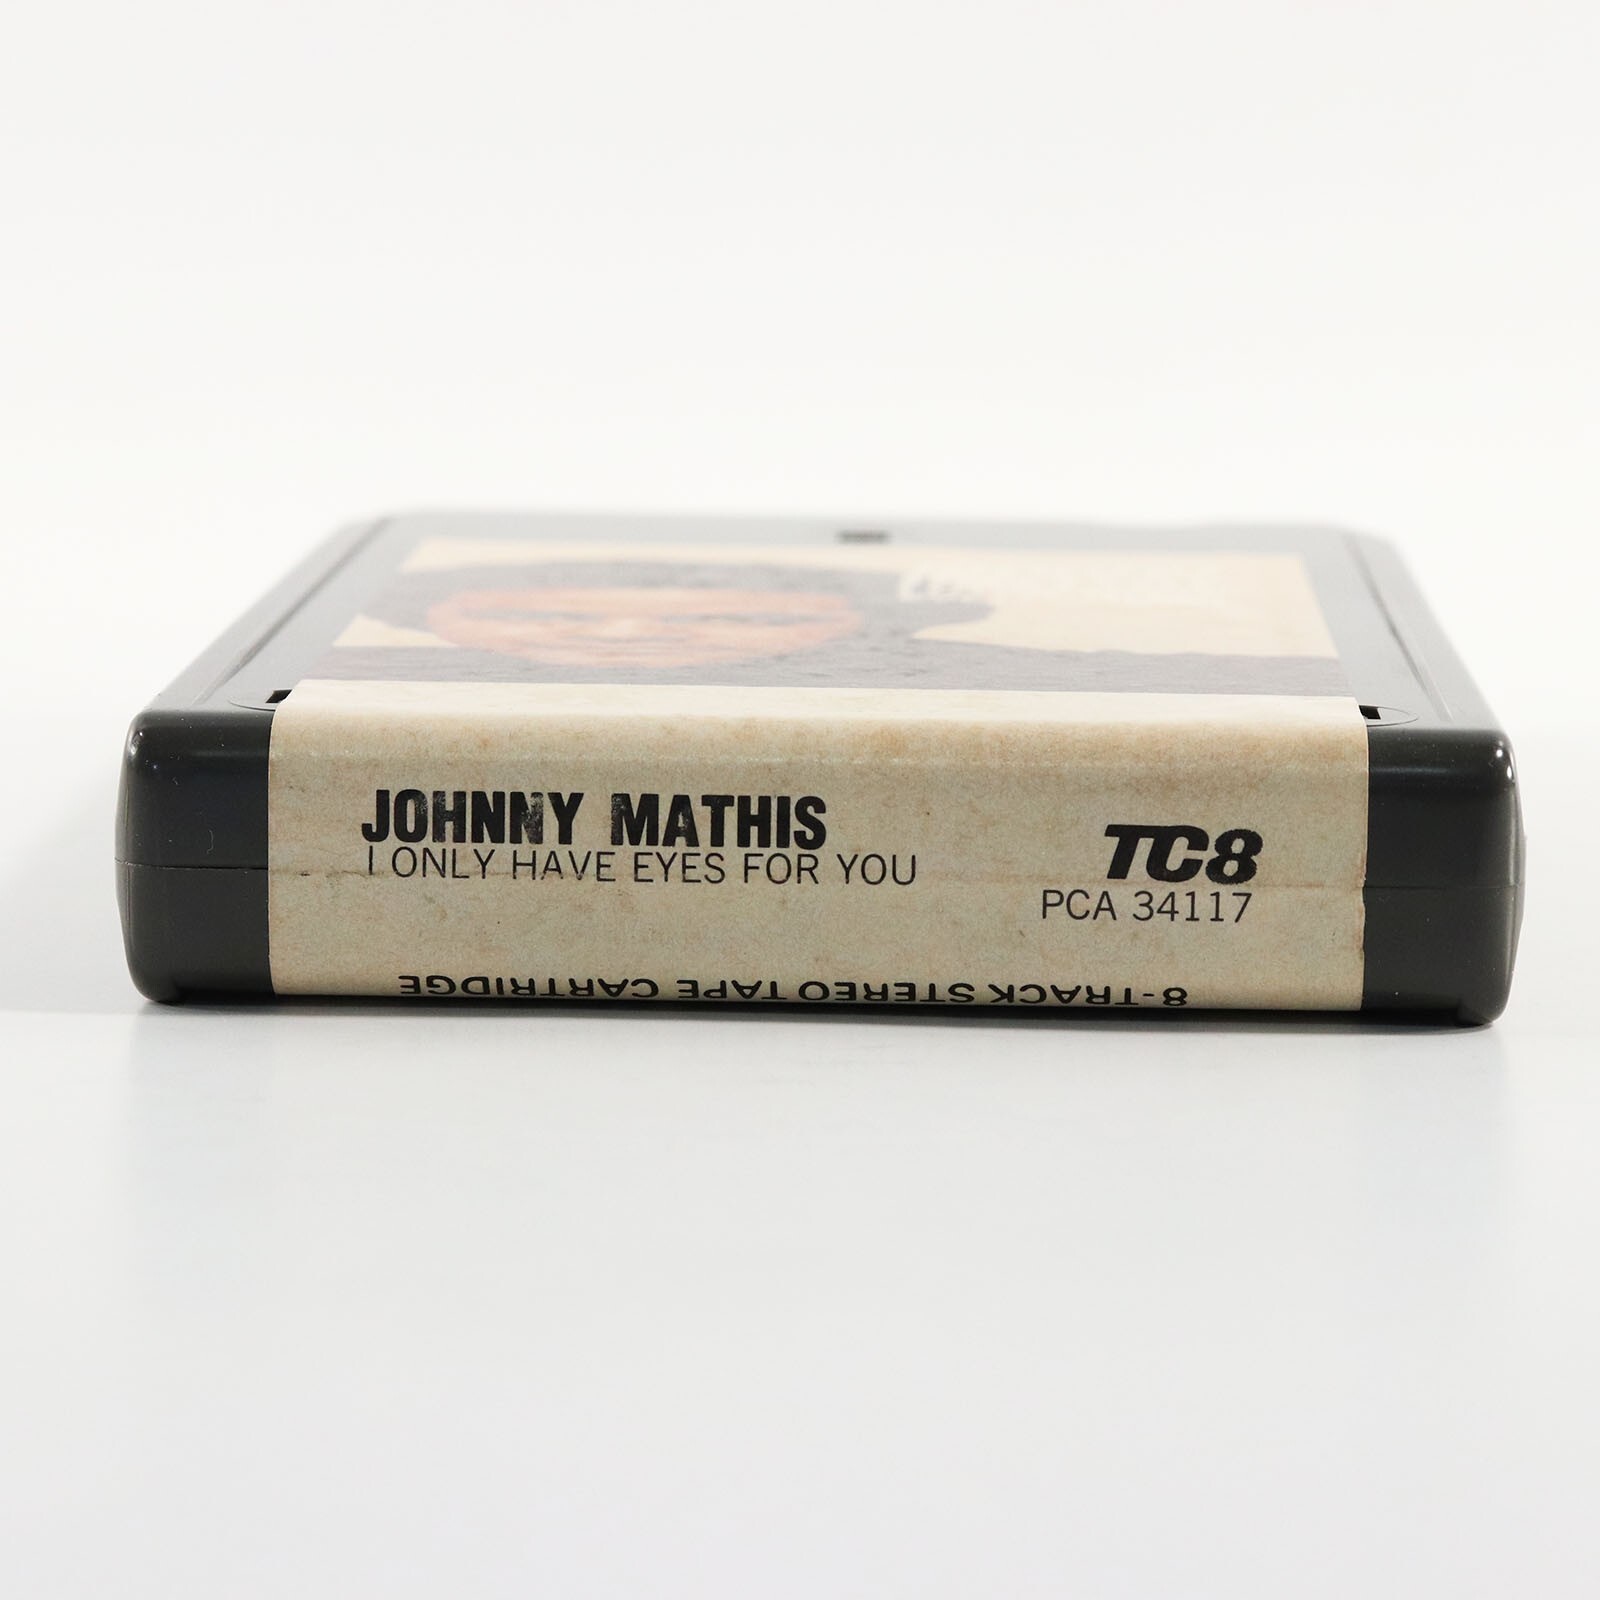 JOHNNY MATHIS
I ONLY HAVE EYES FOR YOU
TC8
PCA 34117
8-TRACK STEREO TAPE CARTRIDGE